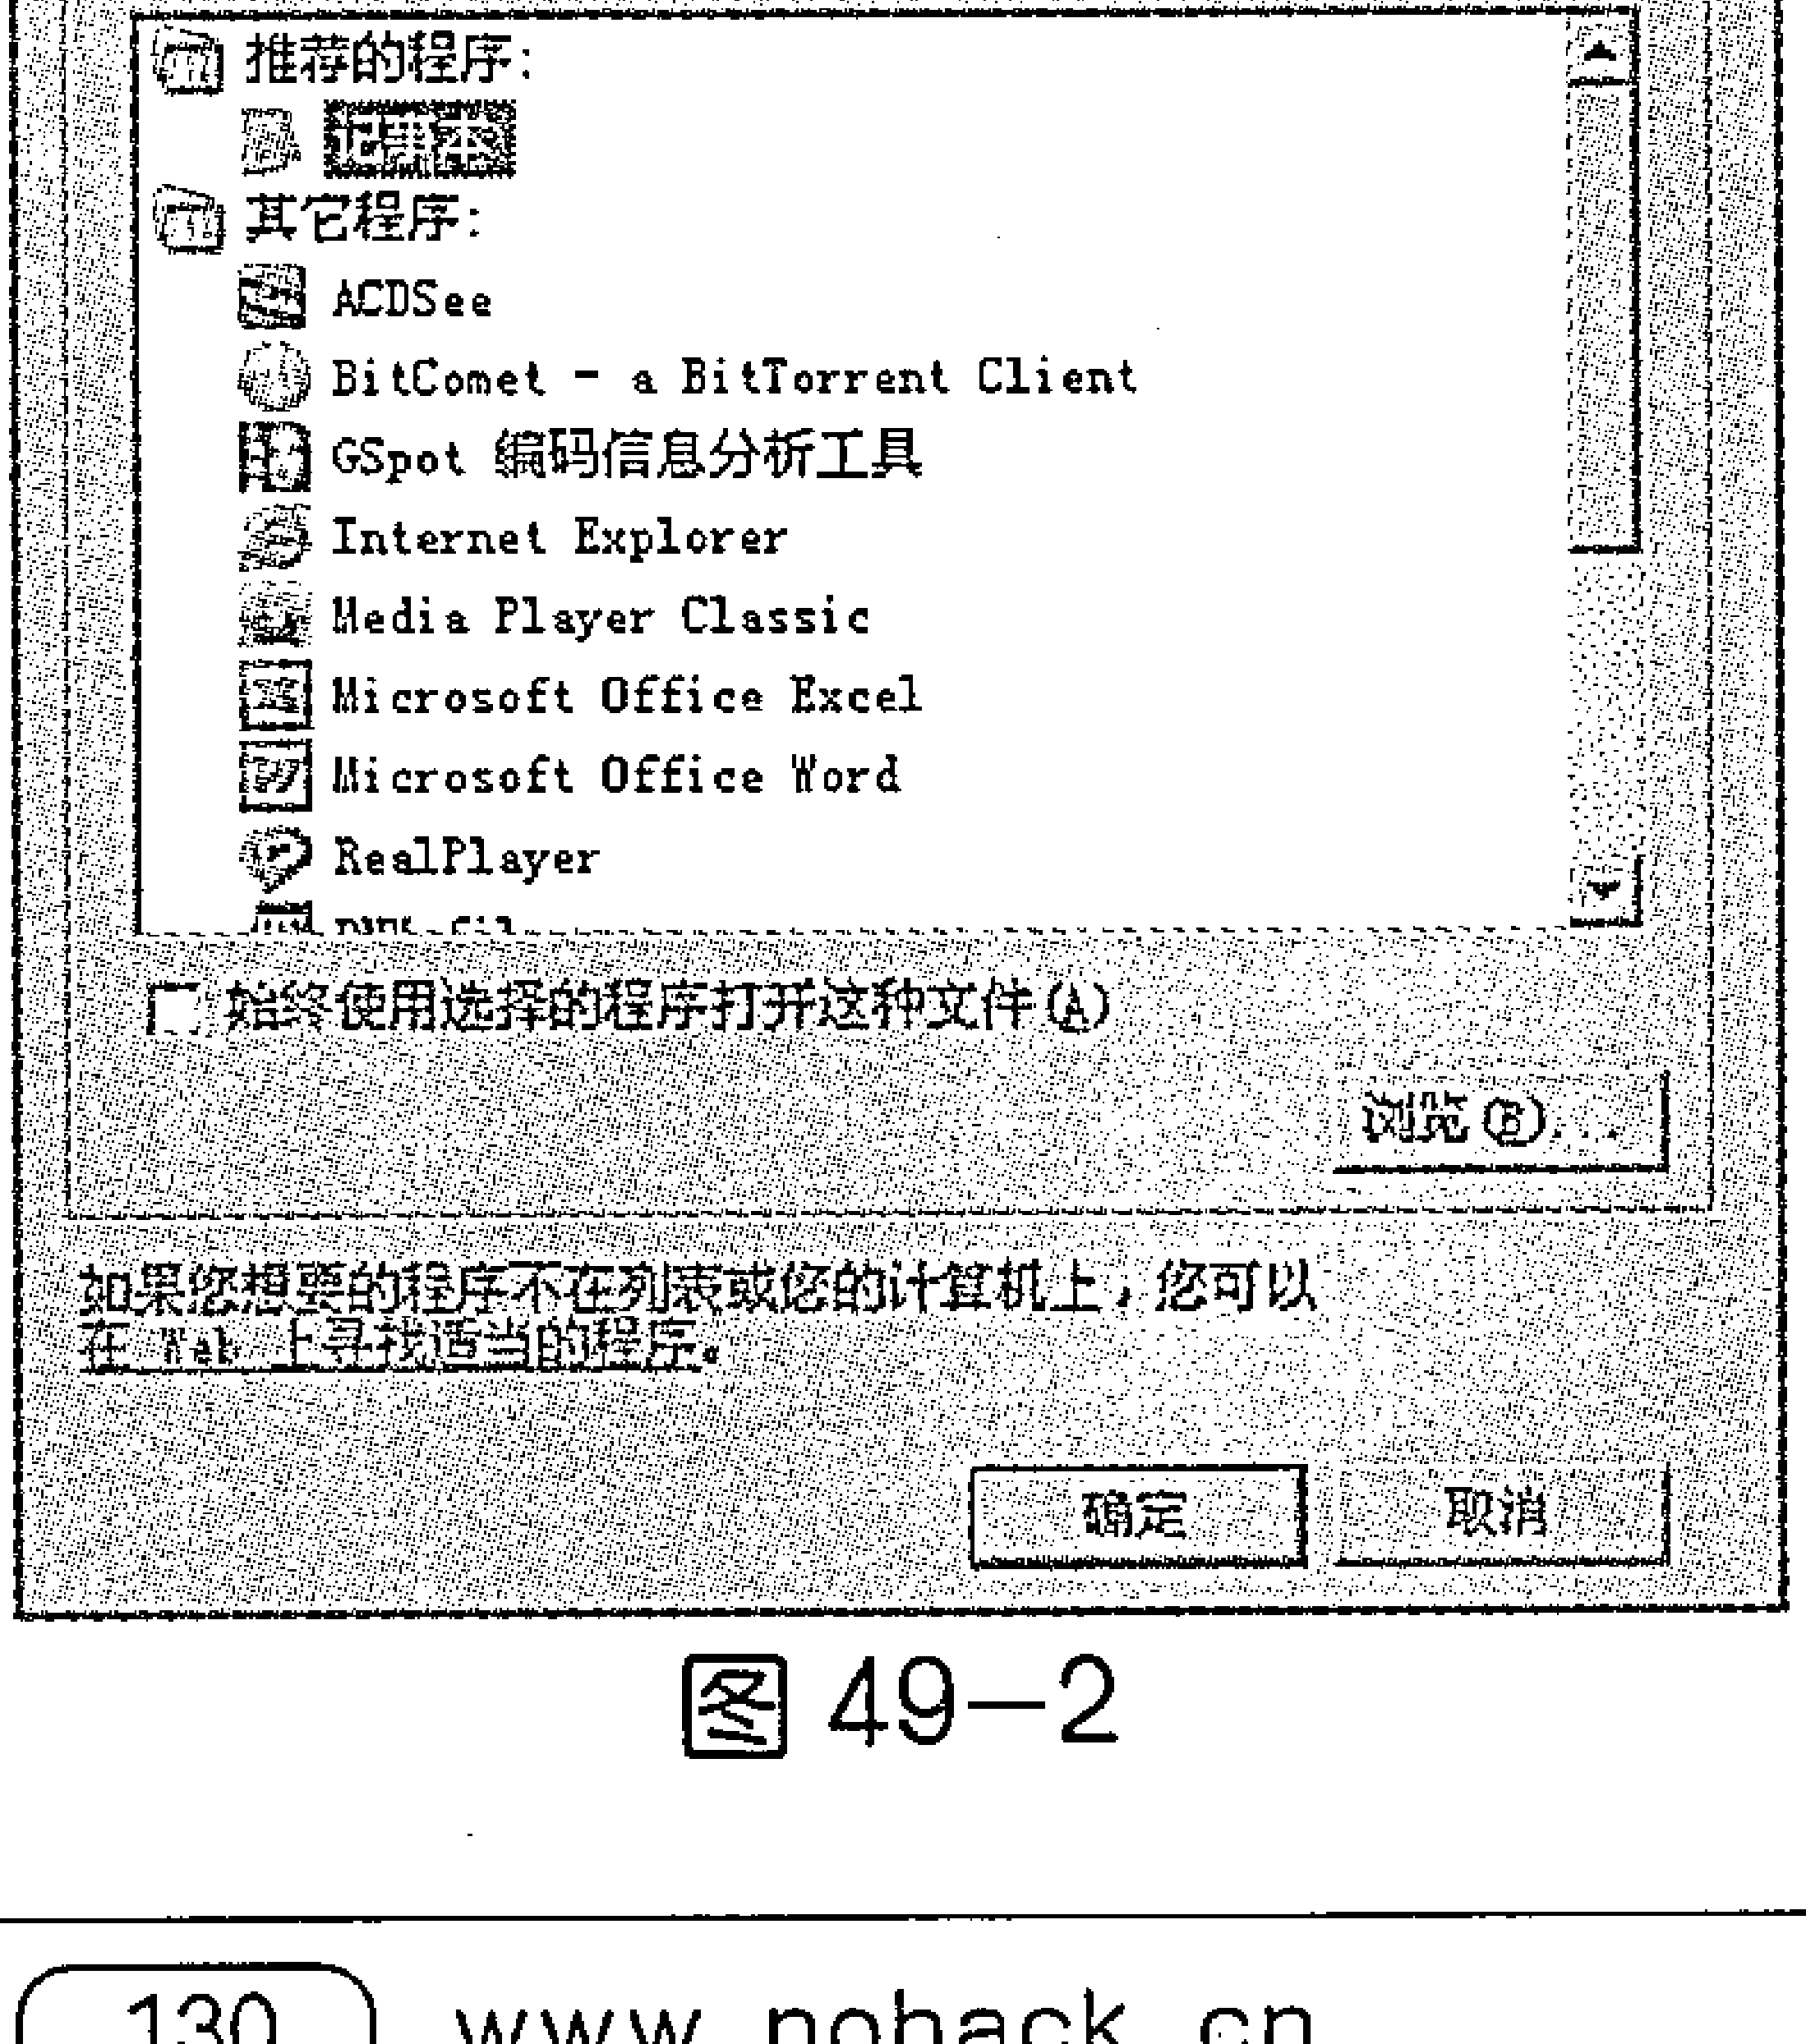 推荐的程序:
记事本
其它程序:
ACDSee
BitComet - a BitTorrent Client
GSpot 编码信息分析工具
Internet Explorer
Media Player Classic
Microsoft Office Excel
Microsoft Office Word
RealPlayer
始终使用选择的程序打开这种文件(A)
浏览(B)...
如果您想要的程序不在列表或您的计算机上，您可以
在 Web 上寻找适当的程序。
确定
取消
图 49-2
130
www.nohack.cn